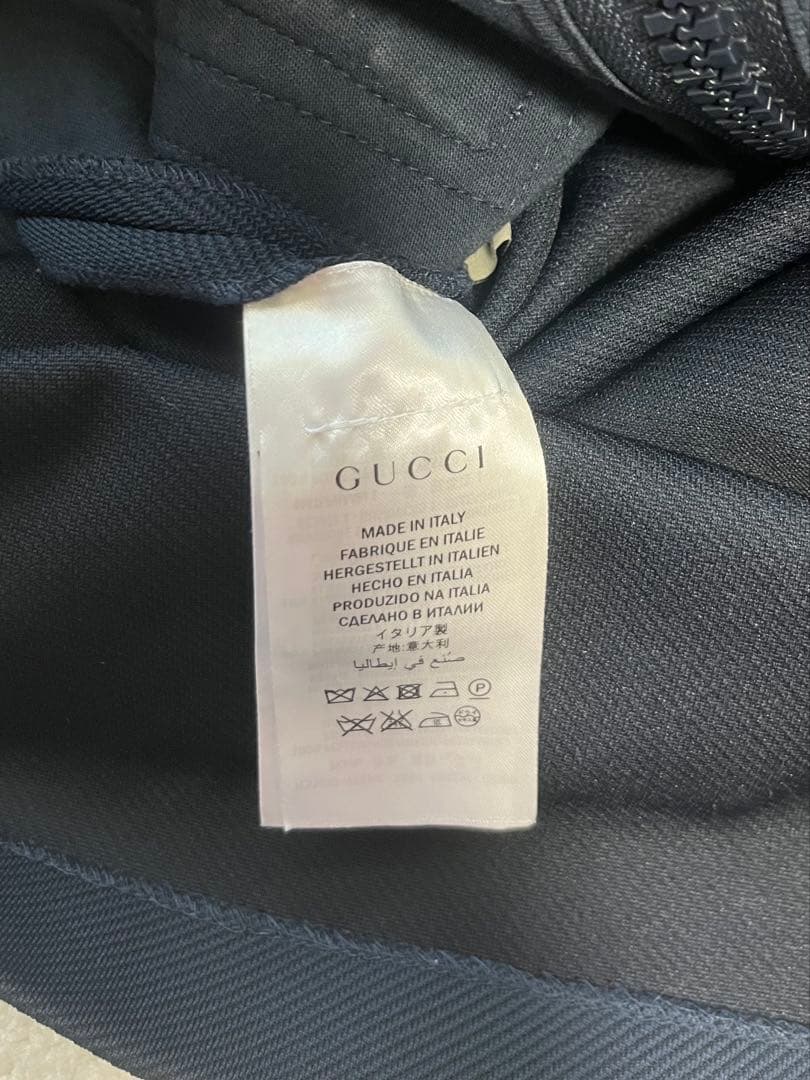 GUCCI
MADE IN ITALY
FABRIQUE EN ITALIE
HERGESTELLT IN ITALIEN
HECHO EN ITALIA
PRODUZIDO NA ITALIA
СДЕЛАНО В ИТАЛИИ
イタリア製
产地:意大利
صنع في إيطاليا
P